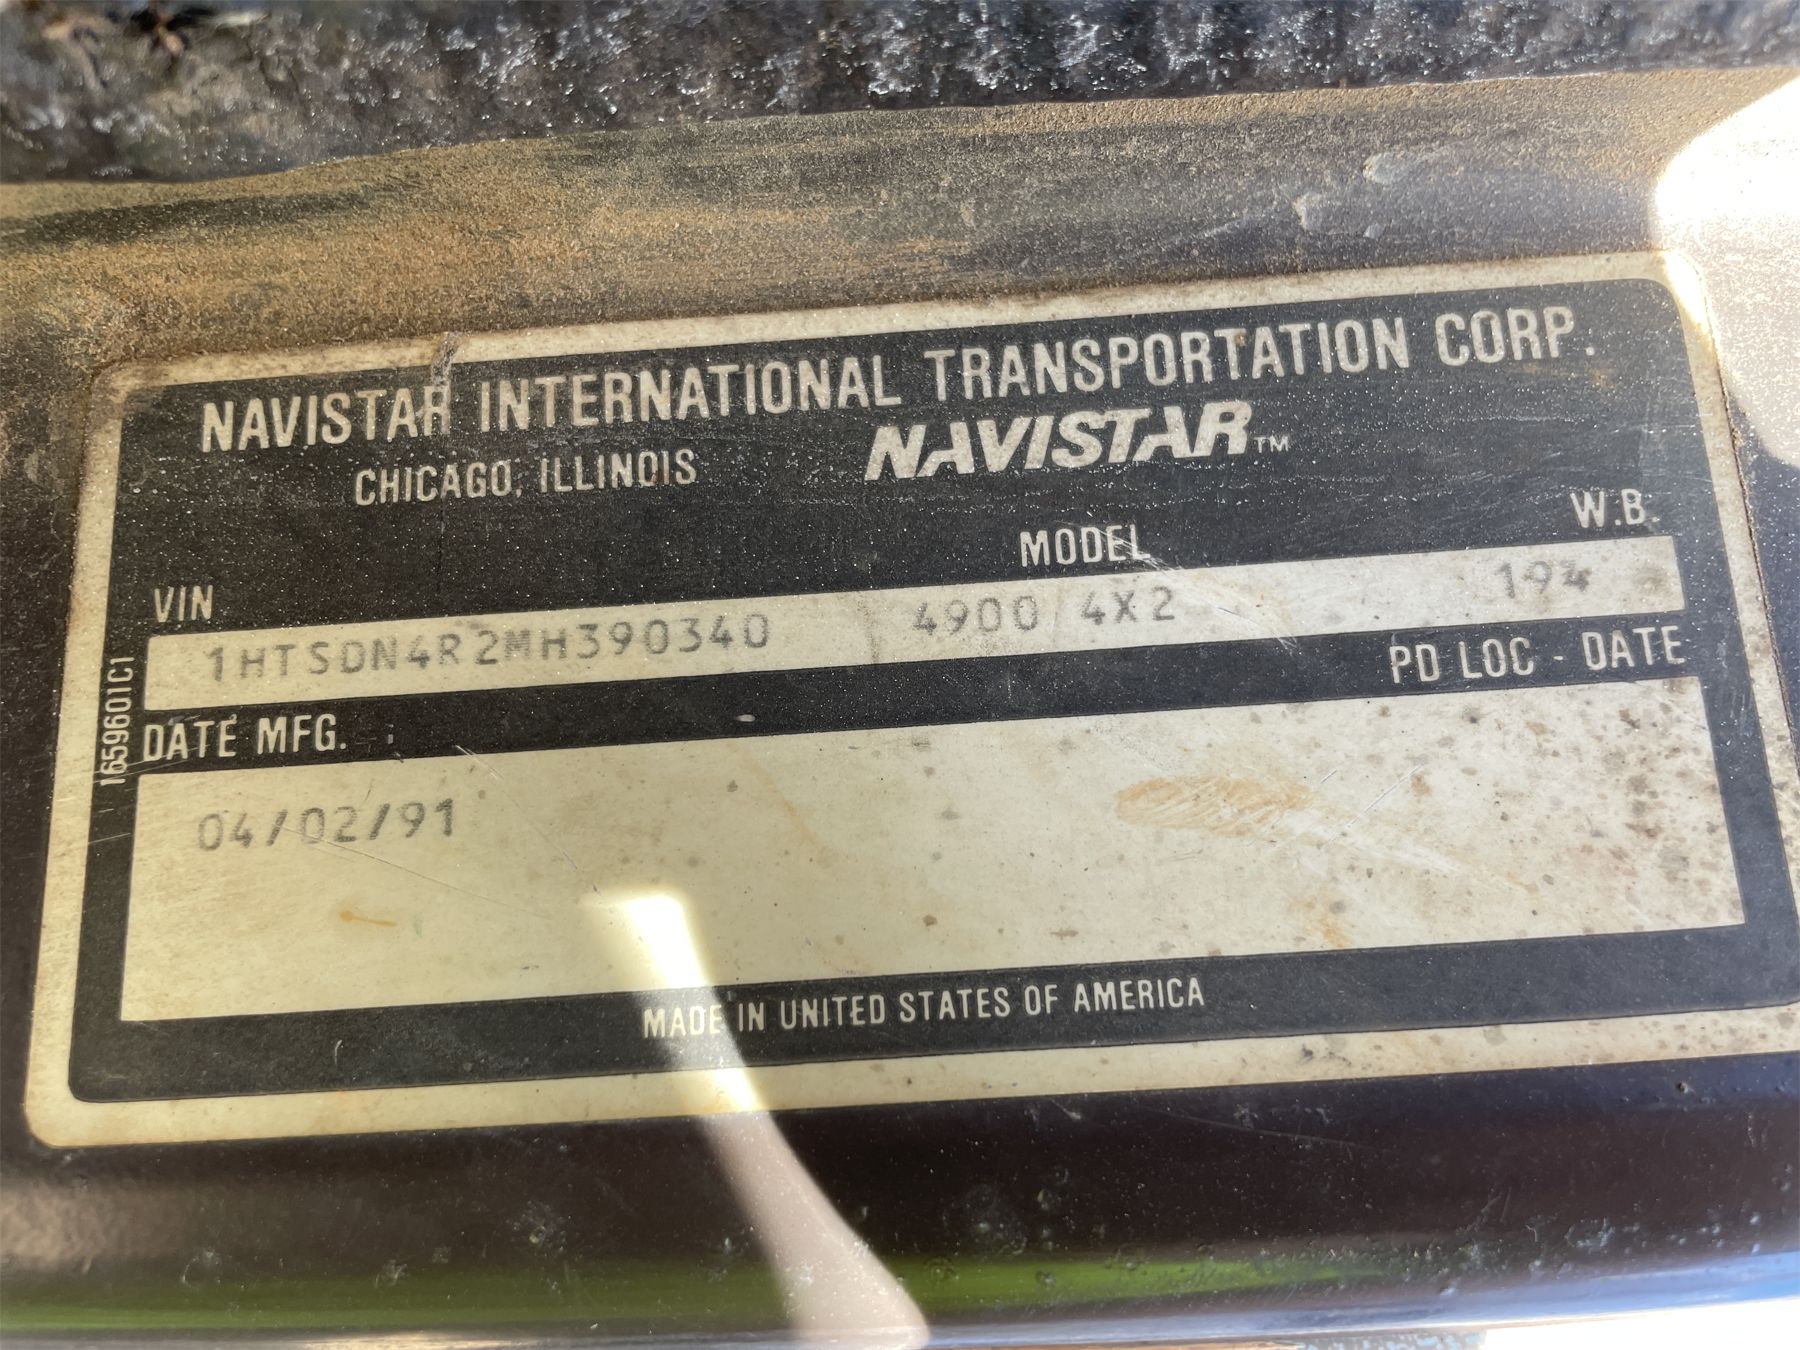 NAVISTAR INTERNATIONAL TRANSPORTATION CORP.
CHICAGO, ILLINOIS NAVISTAR™
VIN MODEL W.B.
1HTSDN4R2MH390340 4900 4X2 194
DATE MFG. PD LOC - DATE
04/02/91
MADE IN UNITED STATES OF AMERICA
1659601C1